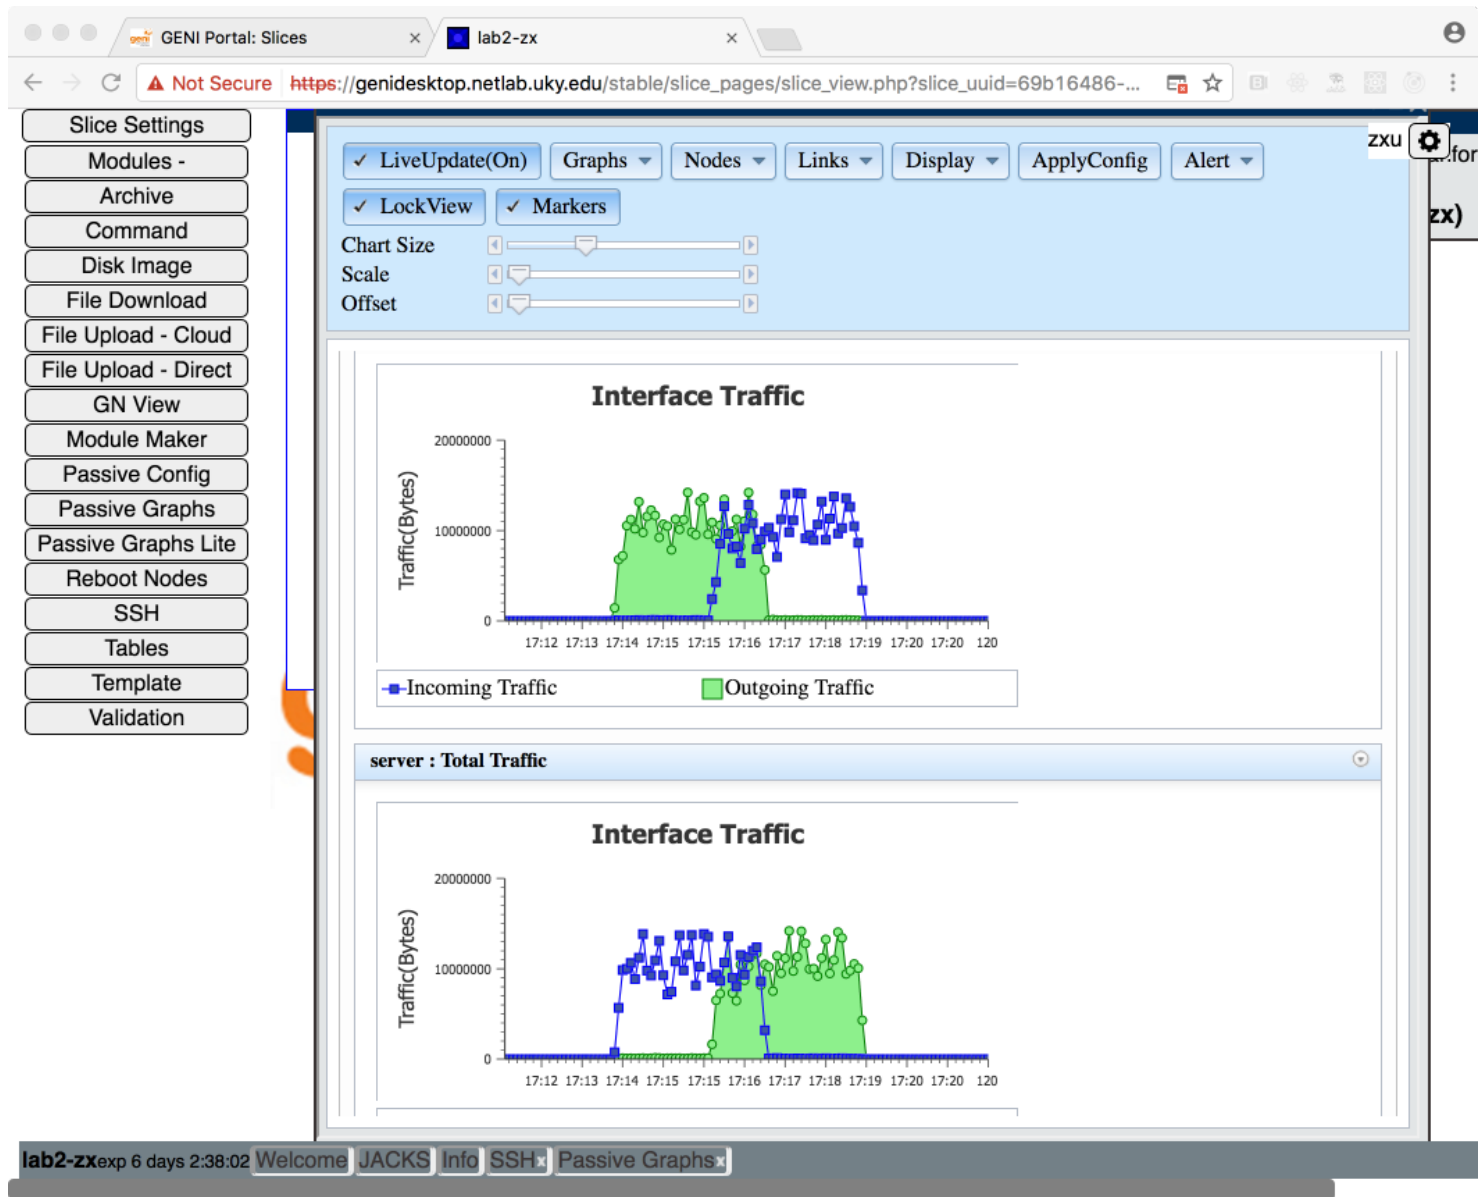 GENI Portal: Slices
lab2-zx
Not Secure https://genidesktop.netlab.uky.edu/stable/slice_pages/slice_view.php?slice_uuid=69b16486-...
Slice Settings
Modules -
Archive
Command
Disk Image
File Download
File Upload - Cloud
File Upload - Direct
GN View
Module Maker
Passive Config
Passive Graphs
Passive Graphs Lite
Reboot Nodes
SSH
Tables
Template
Validation
zxu
zx)
✓ LiveUpdate(On) Graphs Nodes Links Display ApplyConfig Alert
✓ LockView ✓ Markers
Chart Size
Scale
Offset
Interface Traffic
Traffic(Bytes)
20000000
10000000
0
17:12 17:13 17:14 17:15 17:15 17:16 17:17 17:18 17:19 17:20 17:20 120
Incoming Traffic Outgoing Traffic
server : Total Traffic
Interface Traffic
Traffic(Bytes)
20000000
10000000
0
17:12 17:13 17:14 17:15 17:15 17:16 17:17 17:18 17:19 17:20 17:20 120
lab2-zx exp 6 days 2:38:02 Welcome JACKS Info SSH x Passive Graphs x